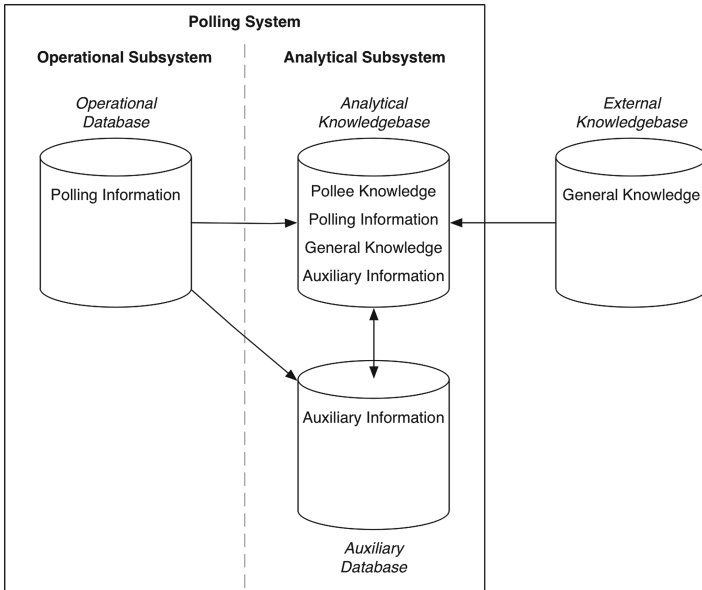 Polling System
Operational Subsystem
Analytical Subsystem
Operational
Database
Analytical
Knowledgebase
External
Knowledgebase
Polling Information
Pollee Knowledge
Polling Information
General Knowledge
Auxiliary Information
General Knowledge
Auxiliary Information
Auxiliary
Database